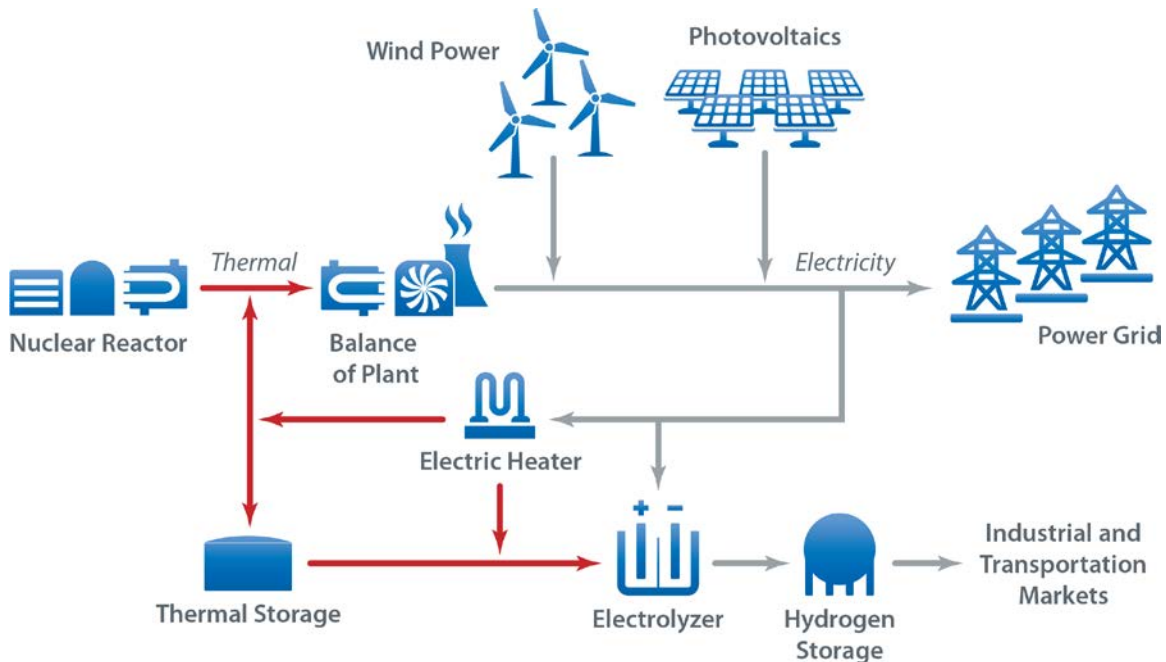 Wind Power
Photovoltaics
Thermal
Electricity
Nuclear Reactor
Balance
of Plant
Power Grid
Electric Heater
+ −
Thermal Storage
Electrolyzer
Hydrogen
Storage
Industrial and
Transportation
Markets